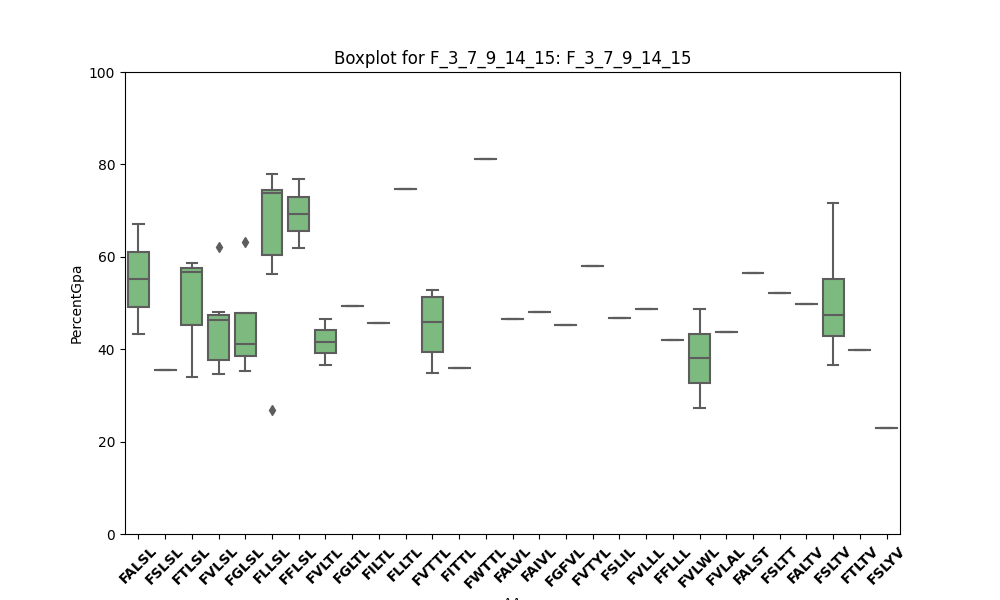 Boxplot for F_3_7_9_14_15: F_3_7_9_14_15
100
80
60
40
20
0
PercentGpa
FALSL
FSLSL
FTLSL
FVLSL
FGLSL
FLLSL
FFLSL
FVLTL
FGLTL
FILTL
FLLTL
FVTTL
FITTL
FWTTL
FALVL
FAIVL
FGFVL
FVTYL
FSLIL
FVLLL
FFLLL
FVLWL
FVLAL
FALST
FSLTT
FALTV
FSLTV
FTLTV
FSLYV